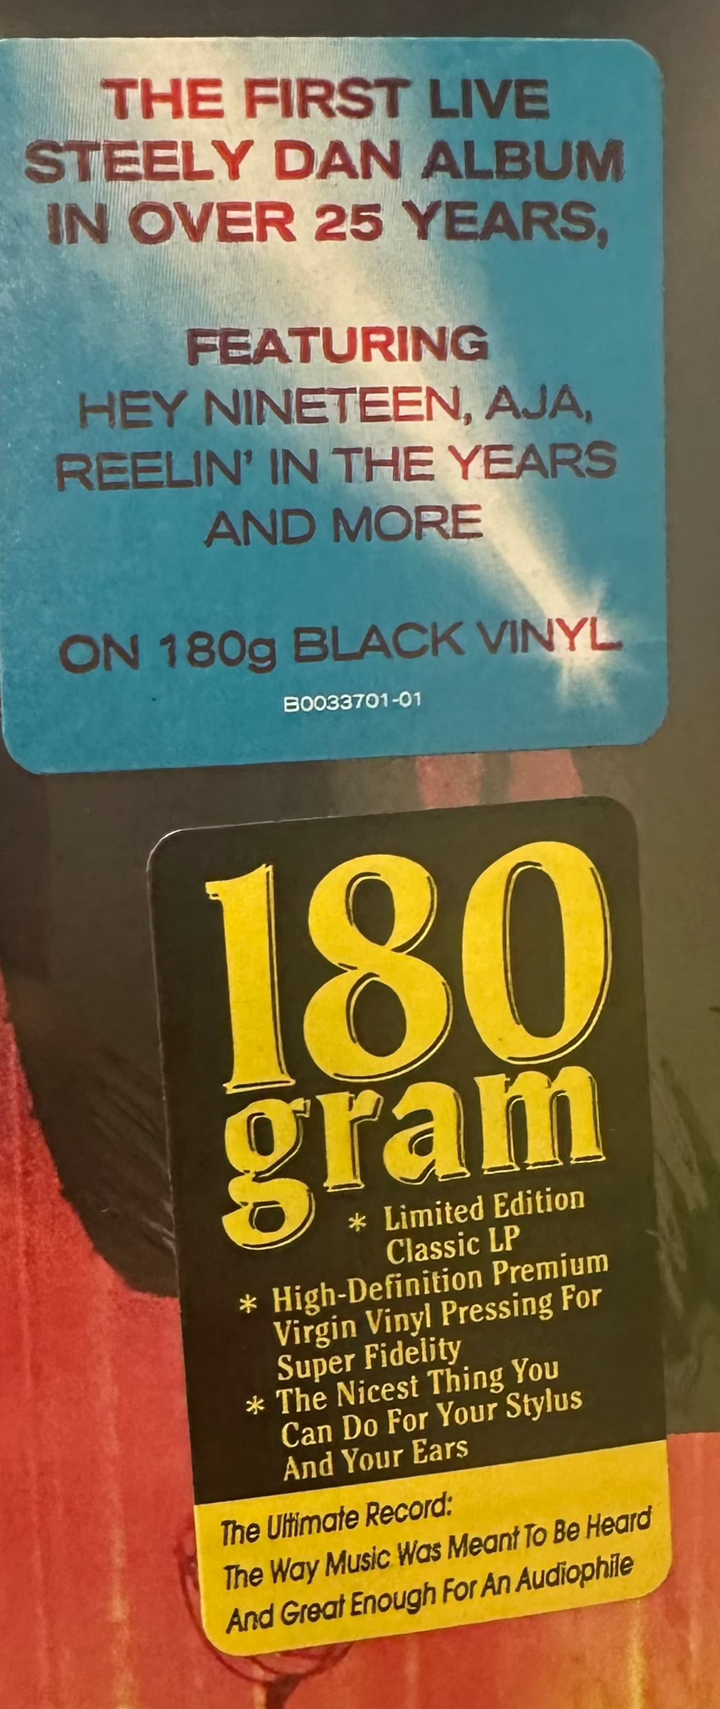 THE FIRST LIVE
STEELY DAN ALBUM
IN OVER 25 YEARS,
FEATURING
HEY NINETEEN, AJA,
REELIN' IN THE YEARS
AND MORE
ON 180g BLACK VINYL
B0033701-01
180
gram
* Limited Edition
Classic LP
* High-Definition Premium
Virgin Vinyl Pressing For
Super Fidelity
* The Nicest Thing You
Can Do For Your Stylus
And Your Ears
The Ultimate Record:
The Way Music Was Meant To Be Heard
And Great Enough For An Audiophile